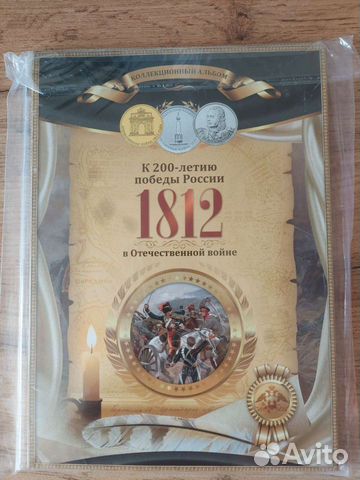 КОЛЛЕКЦИОННЫЙ АЛЬБОМ
К 200-летию
победы России
1812
в Отечественной войне
Avito